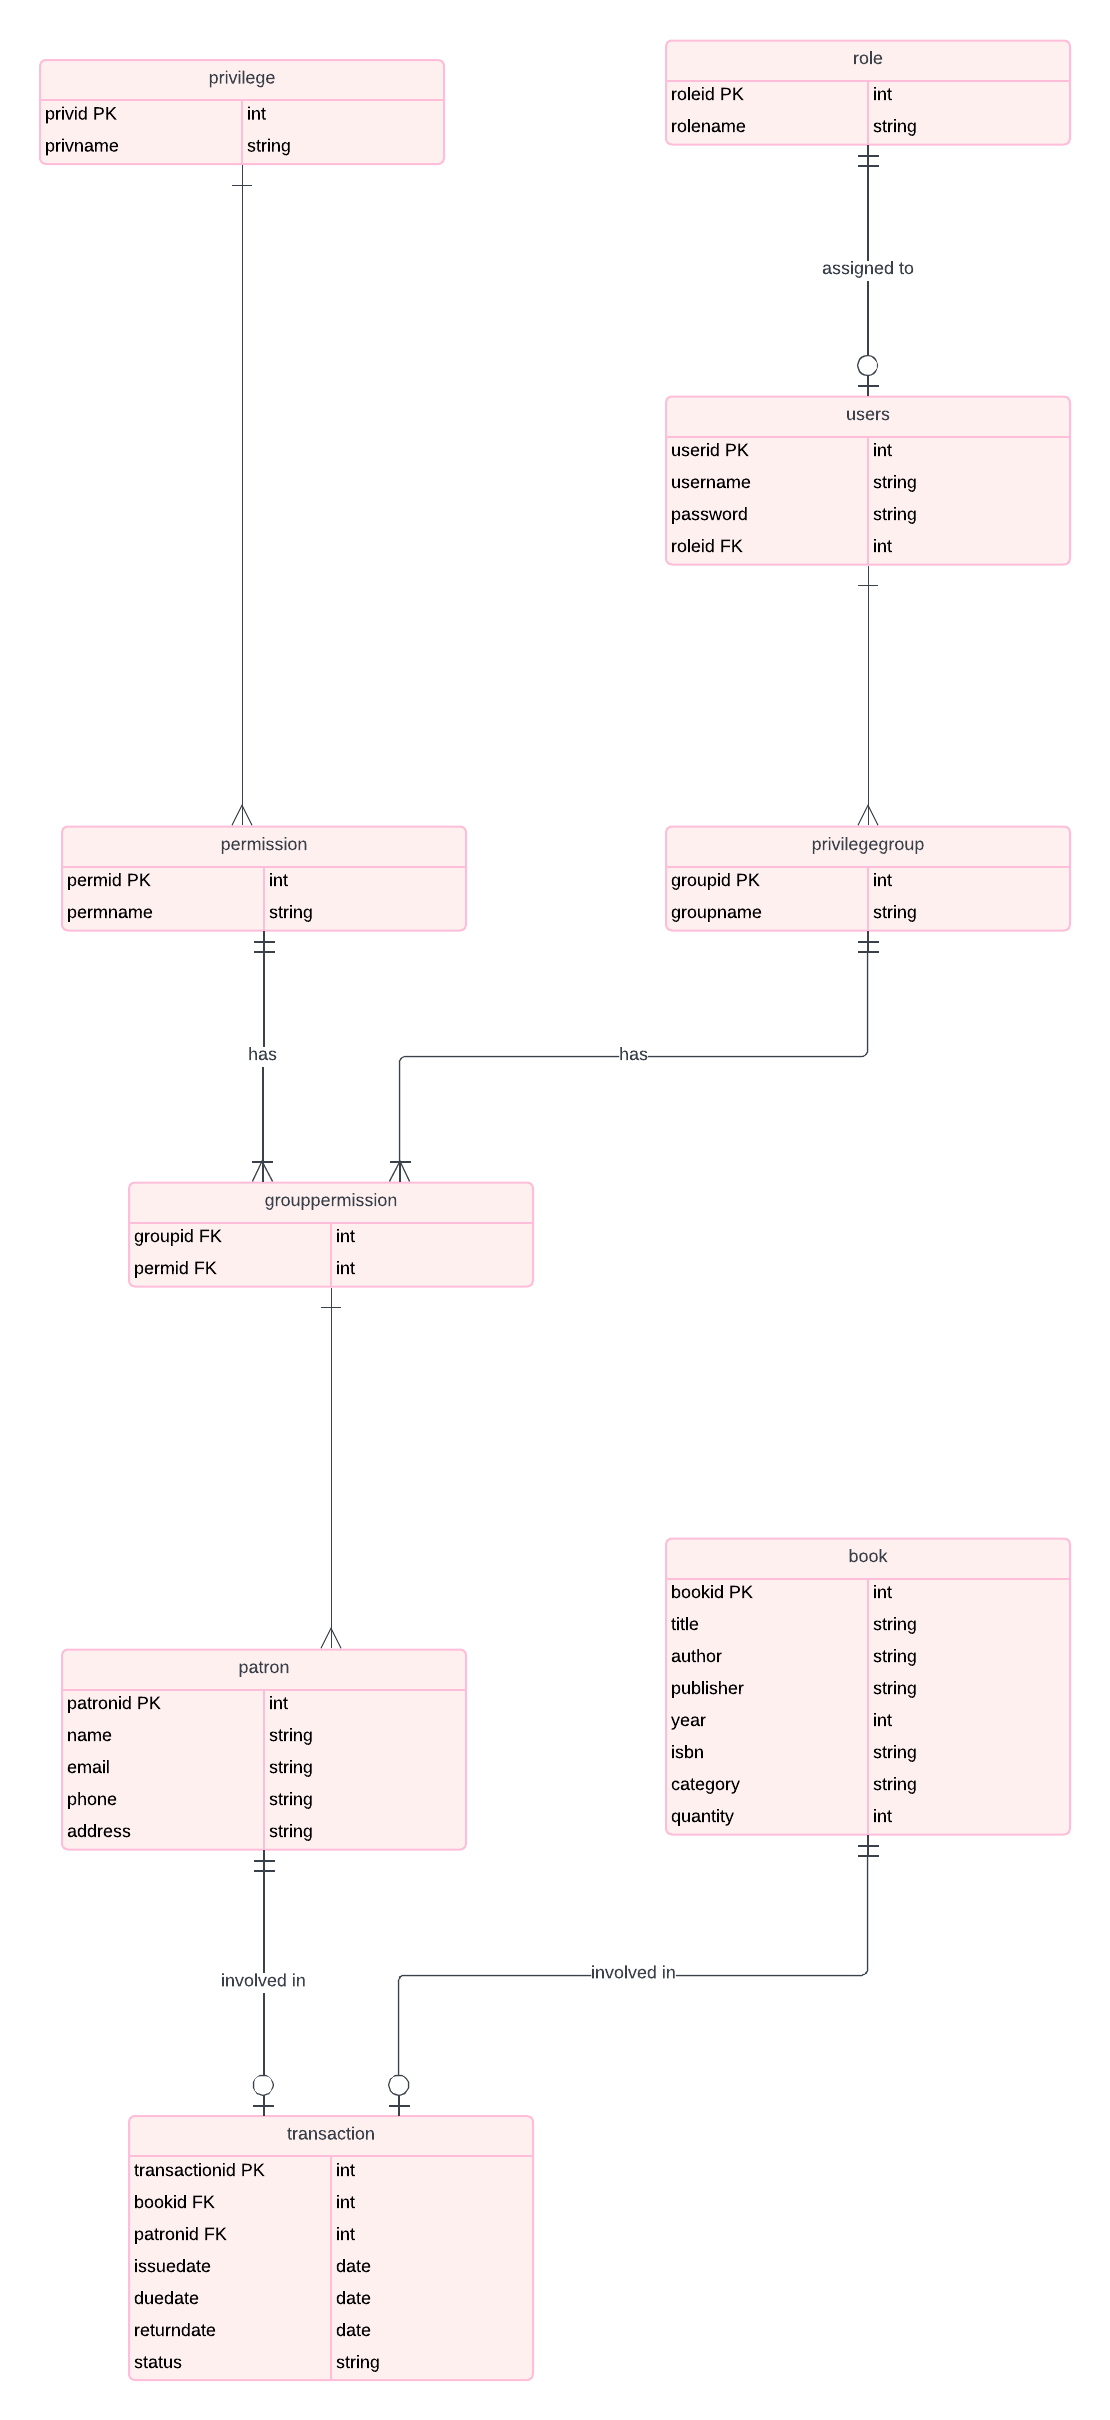 privilege
privid PK int
privname string
role
roleid PK int
rolename string
assigned to
users
userid PK int
username string
password string
roleid FK int
permission
permid PK int
permname string
privilegegroup
groupid PK int
groupname string
has
has
grouppermission
groupid FK int
permid FK int
book
bookid PK int
title string
author string
publisher string
year int
isbn string
category string
quantity int
patron
patronid PK int
name string
email string
phone string
address string
involved in
involved in
transaction
transactionid PK int
bookid FK int
patronid FK int
issuedate date
duedate date
returndate date
status string